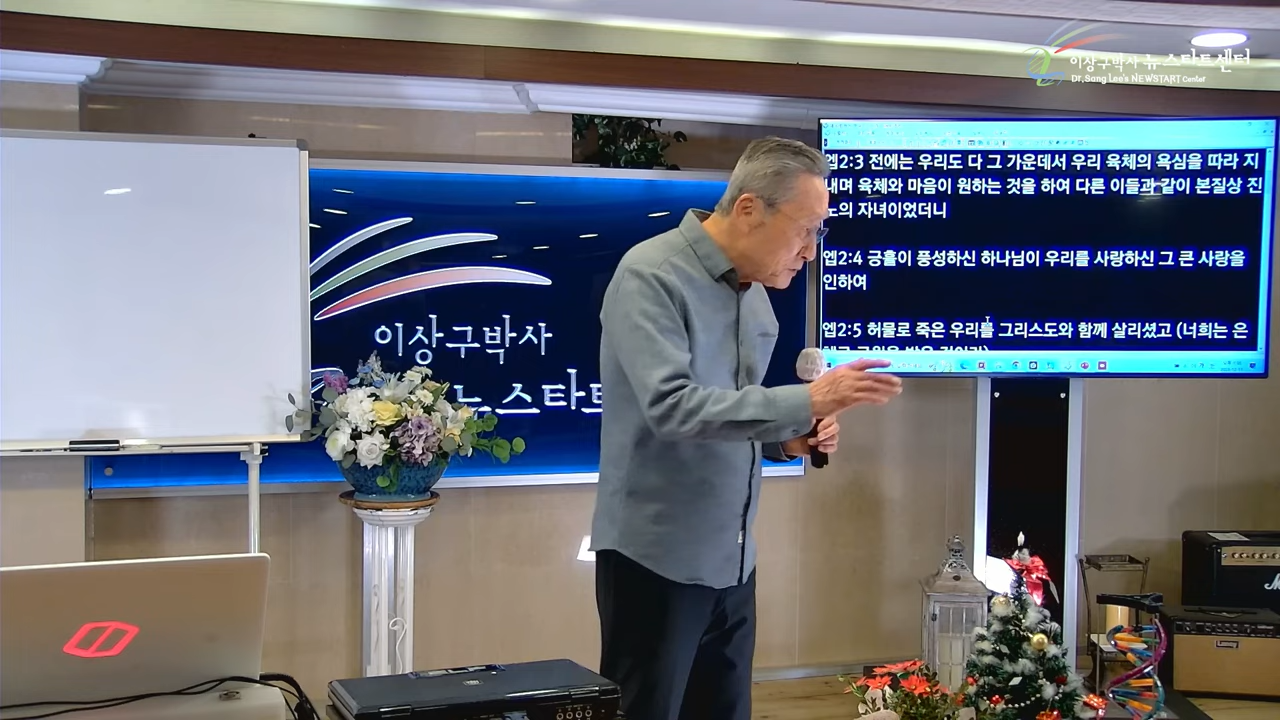 이상구박사 뉴스타트센터
Dr. Sang Lee's NEWSTART Center
엡2:3 전에는 우리도 다 그 가운데서 우리 육체의 욕심을 따라 지
내며 육체와 마음이 원하는 것을 하여 다른 이들과 같이 본질상 진
노의 자녀이었더니
엡2:4 긍휼이 풍성하신 하나님이 우리를 사랑하신 그 큰 사랑을
인하여
엡2:5 허물로 죽은 우리를 그리스도와 함께 살리셨고 (너희는 은
이상구박사
뉴스타트